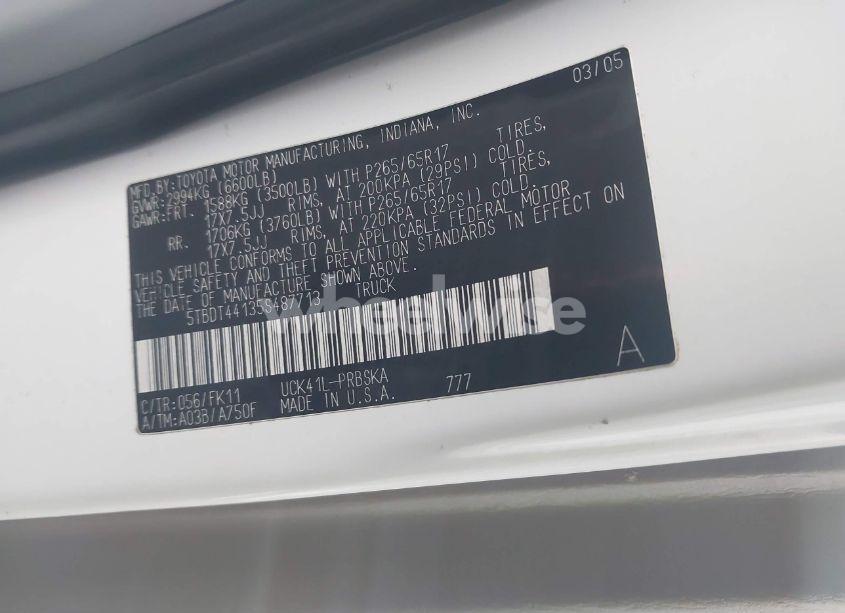 03/05
MFD.BY:TOYOTA MOTOR MANUFACTURING, INDIANA, INC.
GVWR:2994KG (6600LB)
GAWR:FRT. 1588KG (3500LB) WITH P265/65R17 TIRES,
17X7.5JJ RIMS, AT 200KPA (29PSI) COLD.
RR. 1706KG (3760LB) WITH P265/65R17 TIRES,
17X7.5JJ RIMS, AT 220KPA (32PSI) COLD.
THIS VEHICLE CONFORMS TO ALL APPLICABLE FEDERAL MOTOR
VEHICLE SAFETY AND THEFT PREVENTION STANDARDS IN EFFECT ON
THE DATE OF MANUFACTURE SHOWN ABOVE.
5TBDT44135S487713 TRUCK
wheelwise
A
C/TR:056/FK11 UCK41L-PRBSKA 777
A/TM:A03B/A750F MADE IN U.S.A.